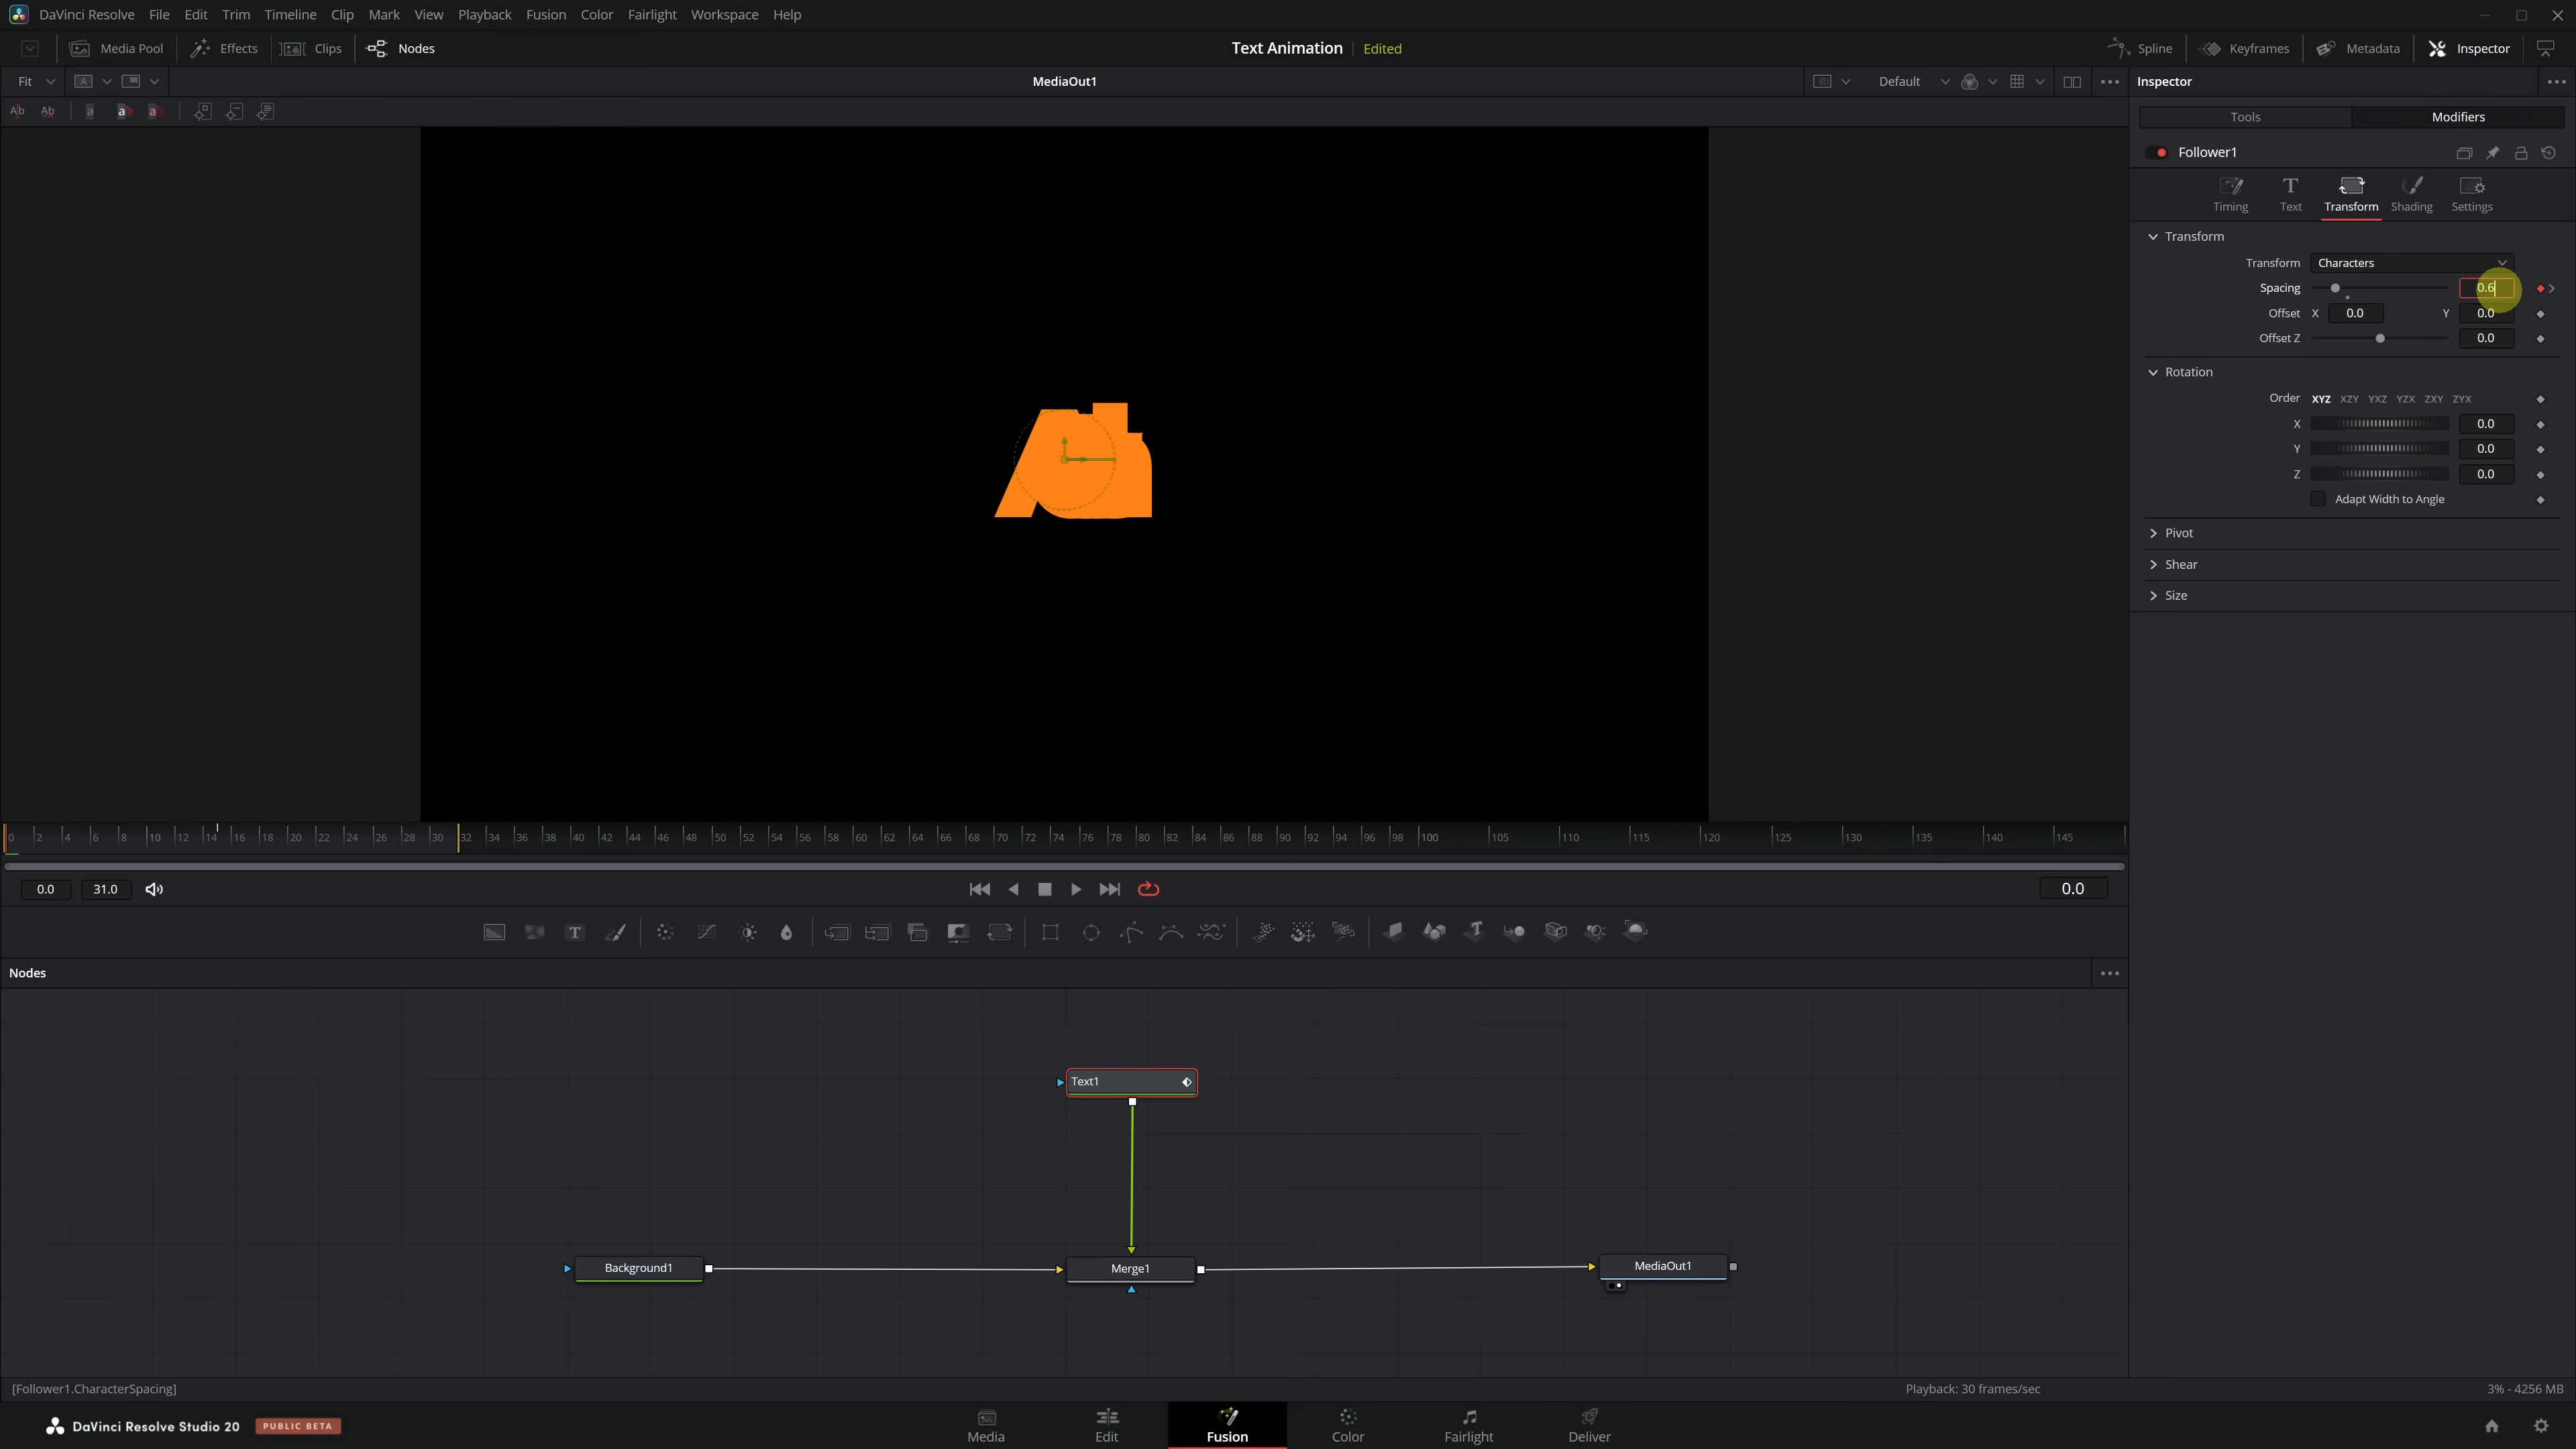 DaVinci Resolve File Edit Trim Timeline Clip Mark View Playback Fusion Color Fairlight Workspace Help
Media Pool Effects Clips Nodes Text Animation Edited Spline Keyframes Metadata Inspector
Fit A MediaOut1 Default Inspector
Ab Ab a a a
Tools Modifiers
Follower1
Timing Text Transform Shading Settings
Transform
Transform Characters
Spacing 0.6
Offset X 0.0 Y 0.0
Offset Z 0.0
Rotation
Order XYZ XZY YXZ YZX ZXY ZYX
X 0.0
Y 0.0
Z 0.0
Adapt Width to Angle
Pivot
Shear
Size
0 2 4 6 8 10 12 14 16 18 20 22 24 26 28 30 32 34 36 38 40 42 44 46 48 50 52 54 56 58 60 62 64 66 68 70 72 74 76 78 80 82 84 86 88 90 92 94 96 98 100 105 110 115 120 125 130 135 140 145
0.0 31.0 0.0
Nodes
Text1
Background1 Merge1 MediaOut1
[Follower1.CharacterSpacing] Playback: 30 frames/sec 3% - 4256 MB
DaVinci Resolve Studio 20 PUBLIC BETA Media Edit Fusion Color Fairlight Deliver